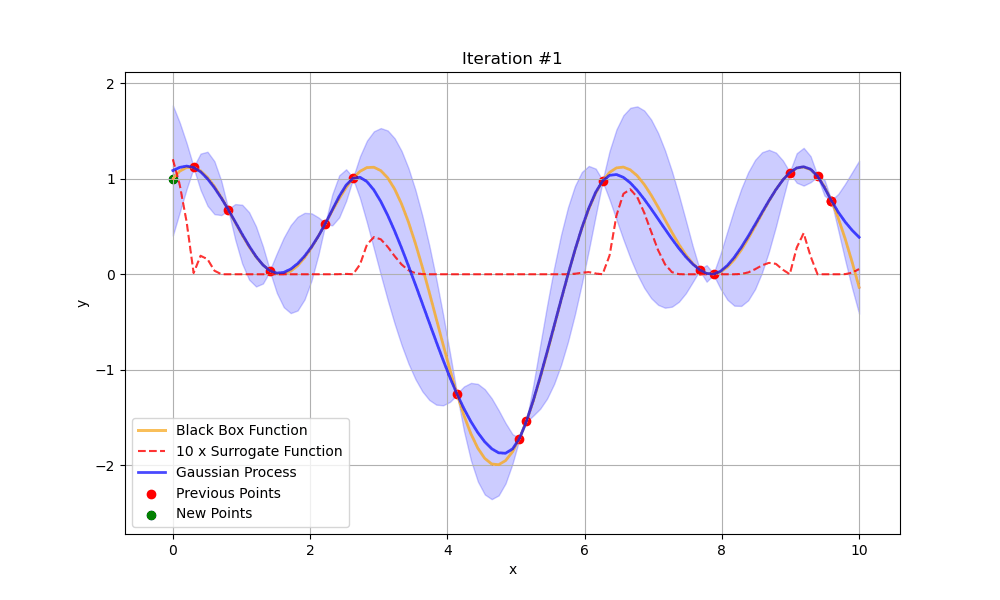 Iteration #1
2
1
0
−1
−2
y
Black Box Function
10 x Surrogate Function
Gaussian Process
Previous Points
New Points
0
2
4
6
8
10
x